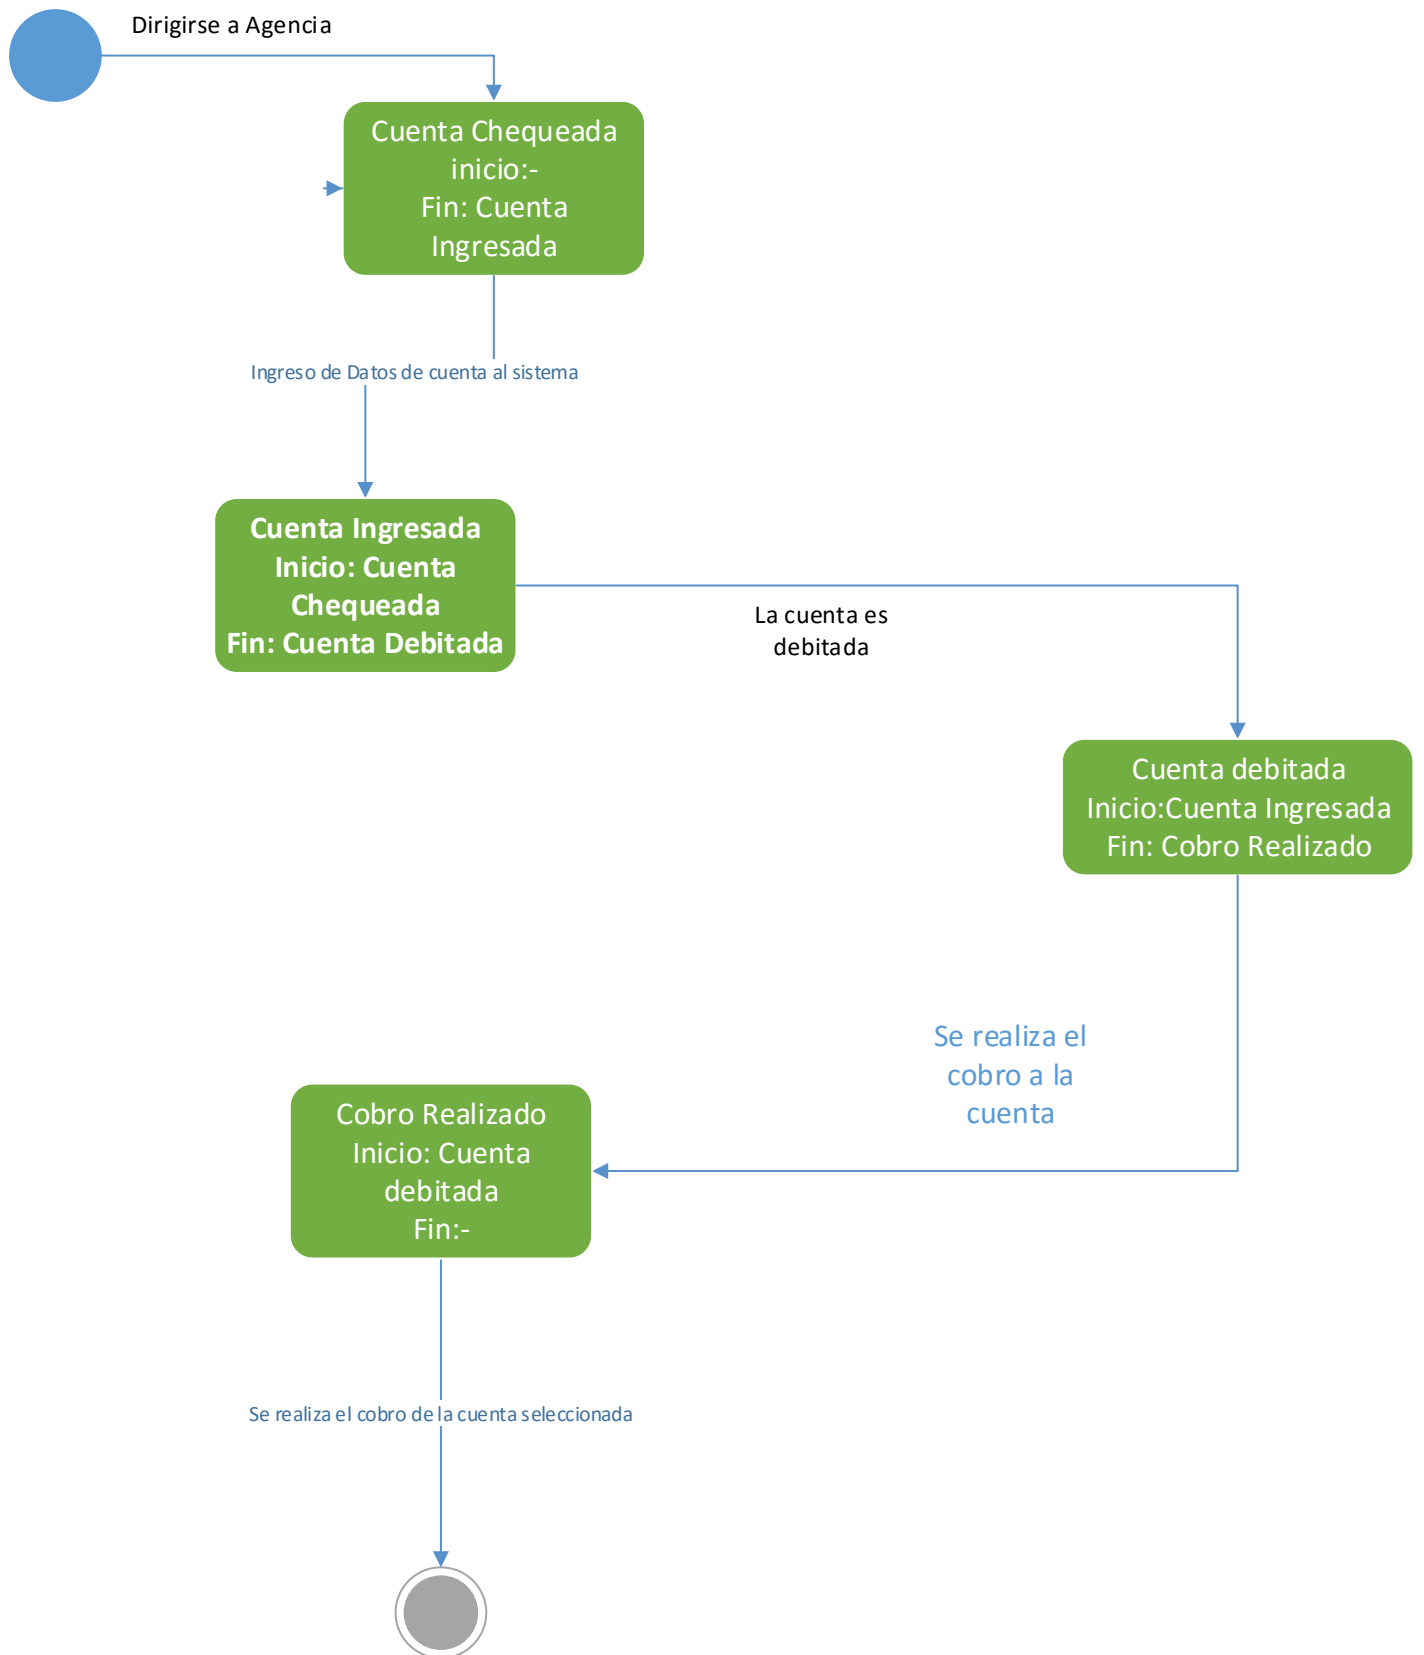 Dirigirse a Agencia
Cuenta Chequeada
inicio:-
Fin: Cuenta
Ingresada
Ingreso de Datos de cuenta al sistema
Cuenta Ingresada
Inicio: Cuenta
Chequeada
Fin: Cuenta Debitada
La cuenta es
debitada
Cuenta debitada
Inicio:Cuenta Ingresada
Fin: Cobro Realizado
Se realiza el
cobro a la
cuenta
Cobro Realizado
Inicio: Cuenta
debitada
Fin:-
Se realiza el cobro de la cuenta seleccionada